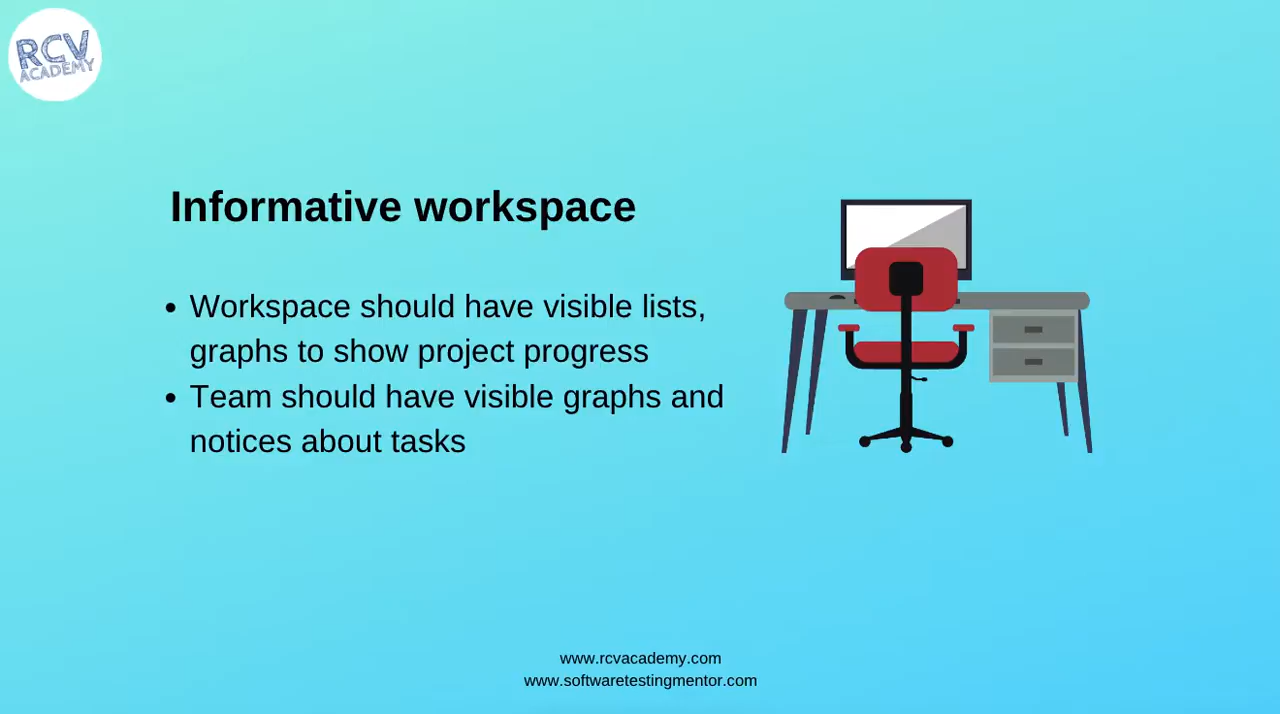 RCV
ACADEMY
Informative workspace
• Workspace should have visible lists,
graphs to show project progress
• Team should have visible graphs and
notices about tasks
www.rcvacademy.com
www.softwaretestingmentor.com